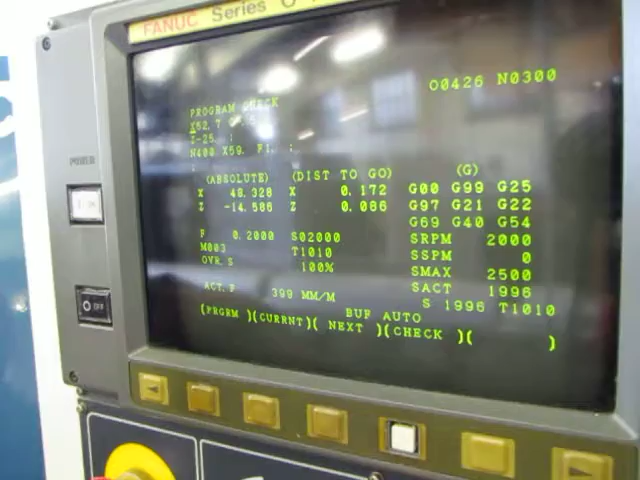 FANUC Series O
O0426 N0300
PROGRAM CHECK
X52. 7
Z-25. ;
N400 X59. F1. ;
;
(ABSOLUTE) (DIST TO GO) (G)
X 48.328 X 0.172 G00 G99 G25
Z -14.586 Z 0.086 G97 G21 G22
G69 G40 G54
F 0.2000 S02000 SRPM 2000
M003 T1010 SSPM 0
OVR.S 100% SMAX 2500
SACT 1996
ACT.F 399 MM/M S 1996 T1010
BUF AUTO
(PRGRM )(CURRNT)( NEXT )(CHECK )( )
POWER
OFF